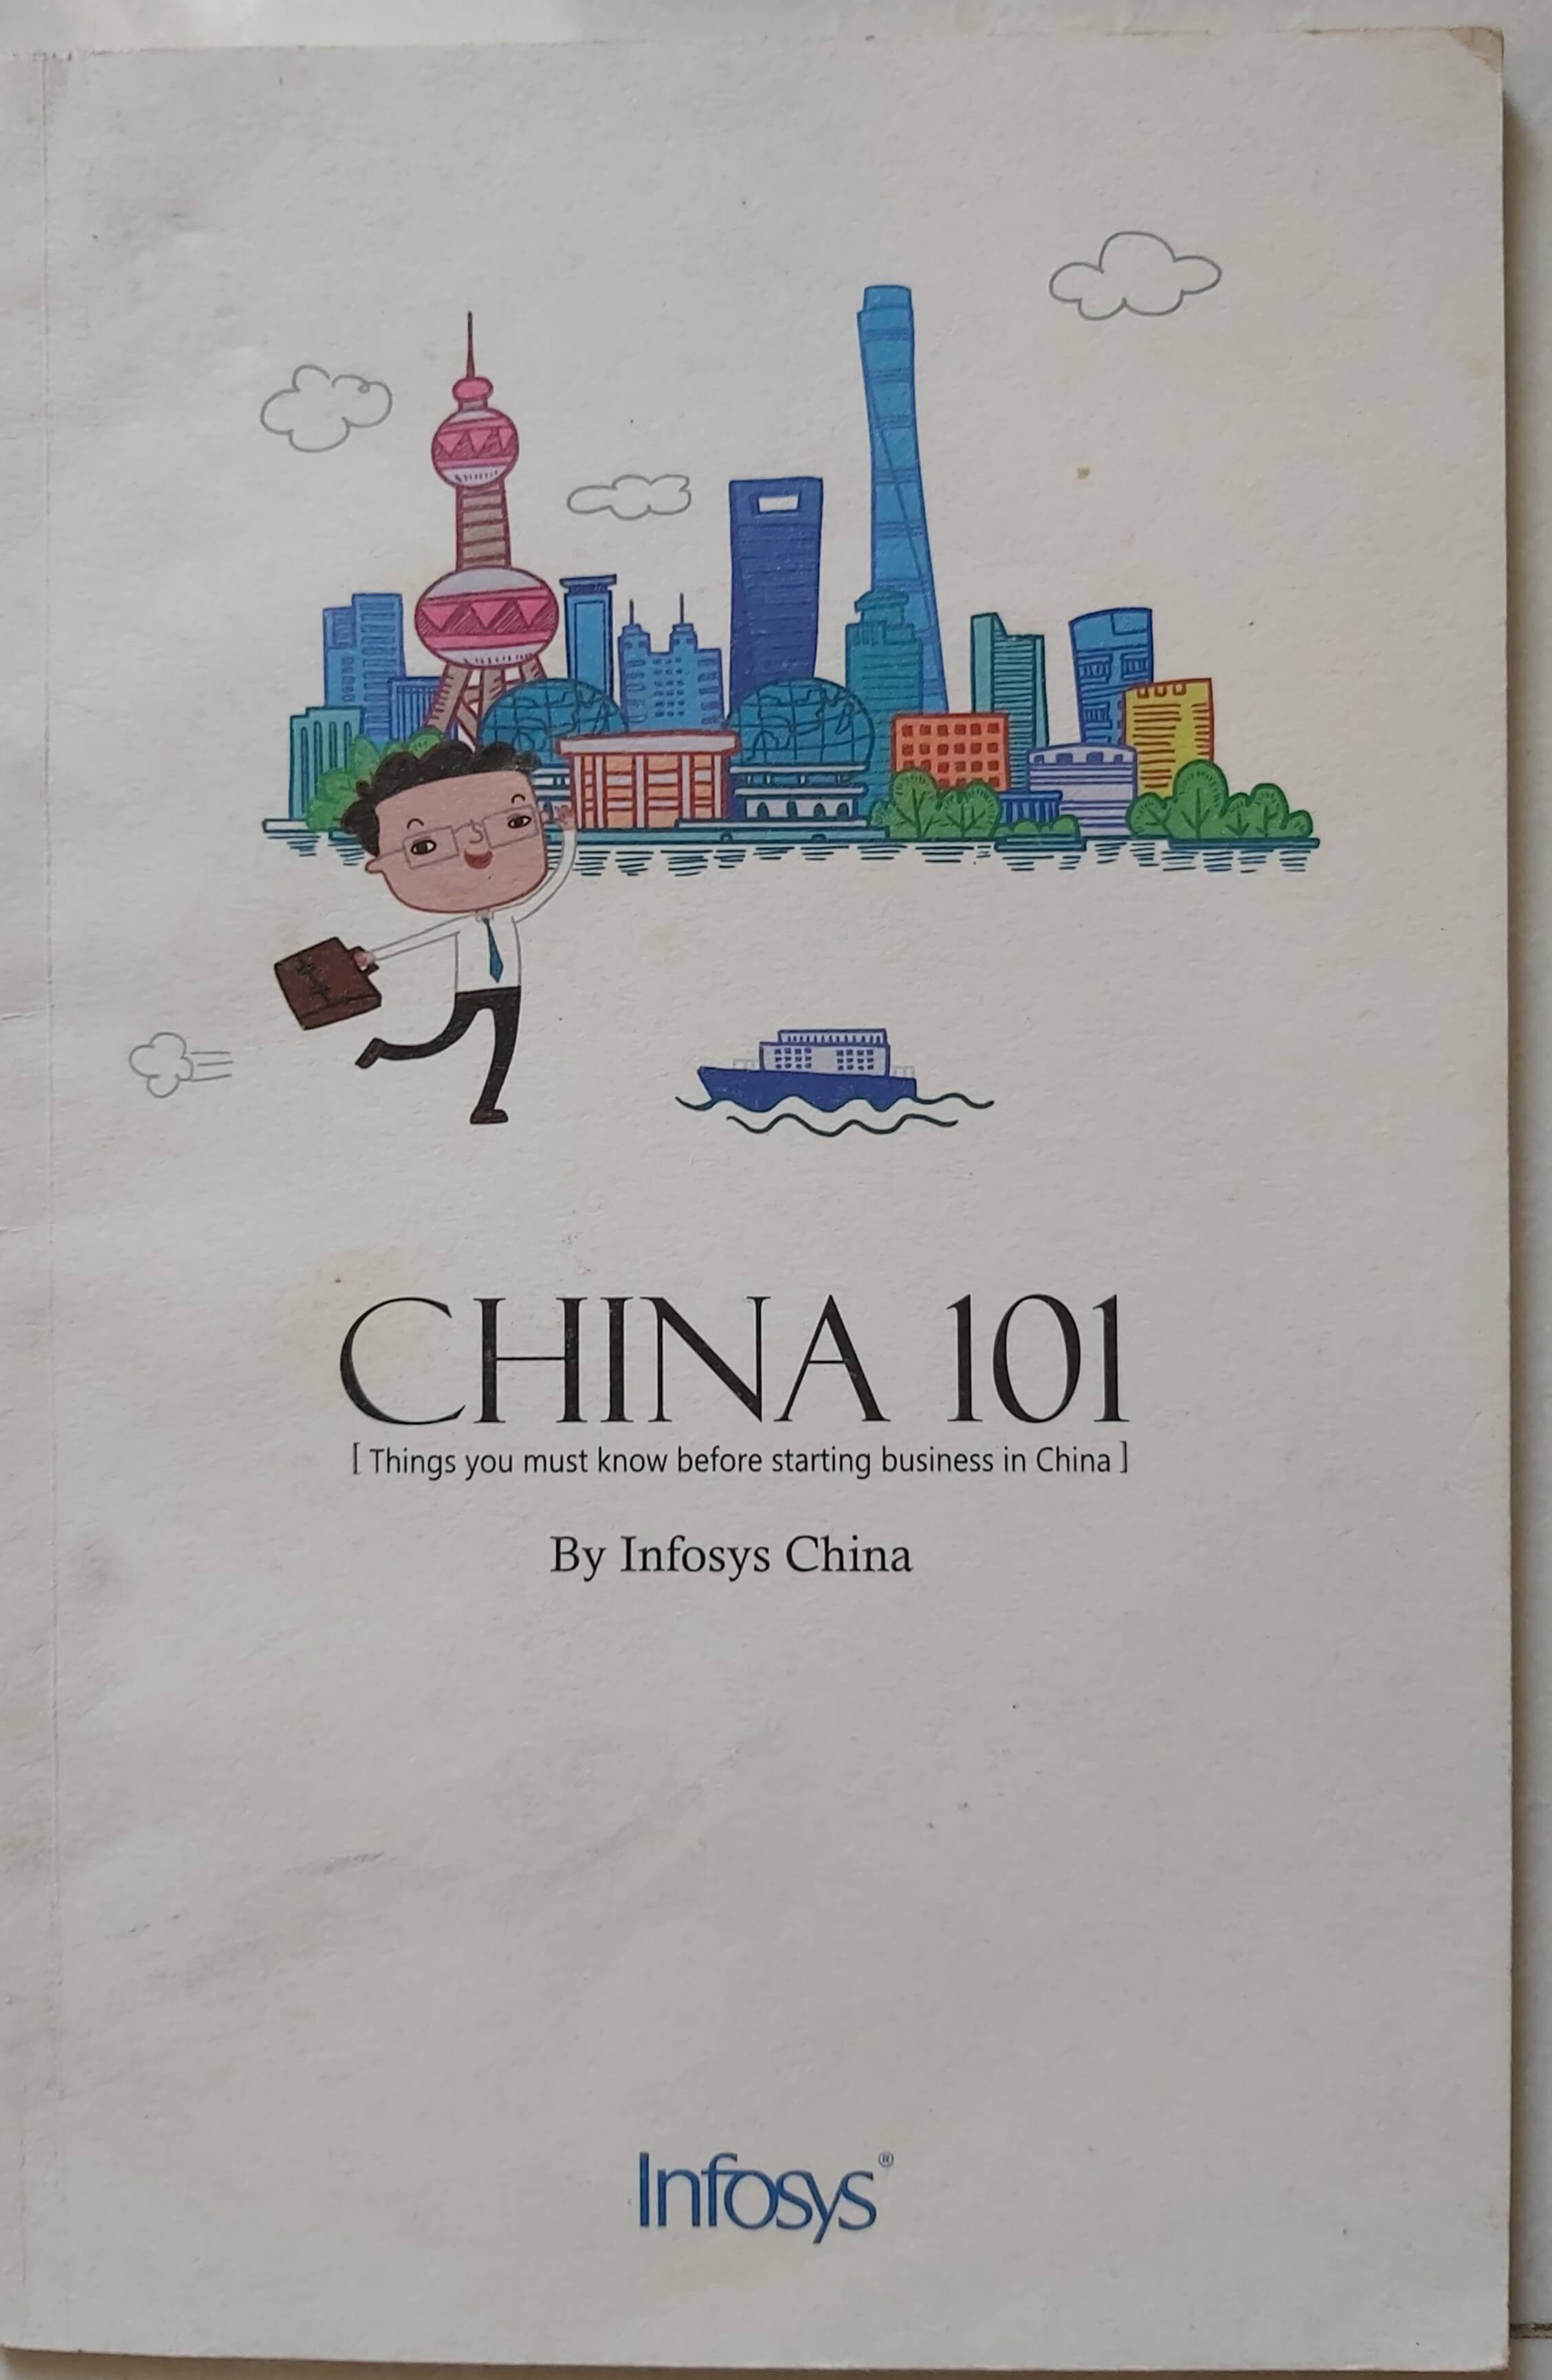 CHINA 101
[ Things you must know before starting business in China ]
By Infosys China
Infosys®